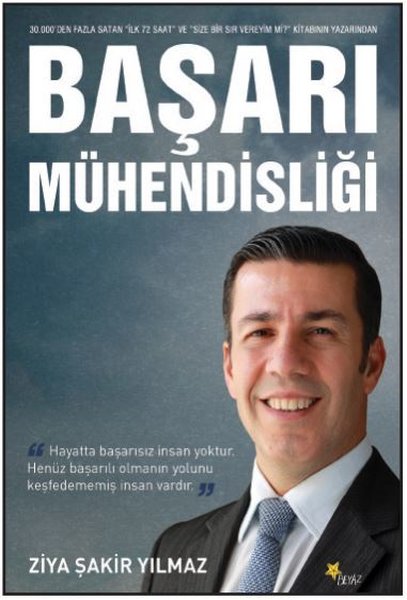 30.000'DEN FAZLA SATAN "İLK 72 SAAT" VE "SİZE BİR SIR VEREYİM Mİ?" KİTABININ YAZARINDAN
BAŞARI
MÜHENDİSLİĞİ
"Hayatta başarısız insan yoktur.
Henüz başarılı olmanın yolunu
keşfedememiş insan vardır."
ZİYA ŞAKİR YILMAZ
BEYAZ